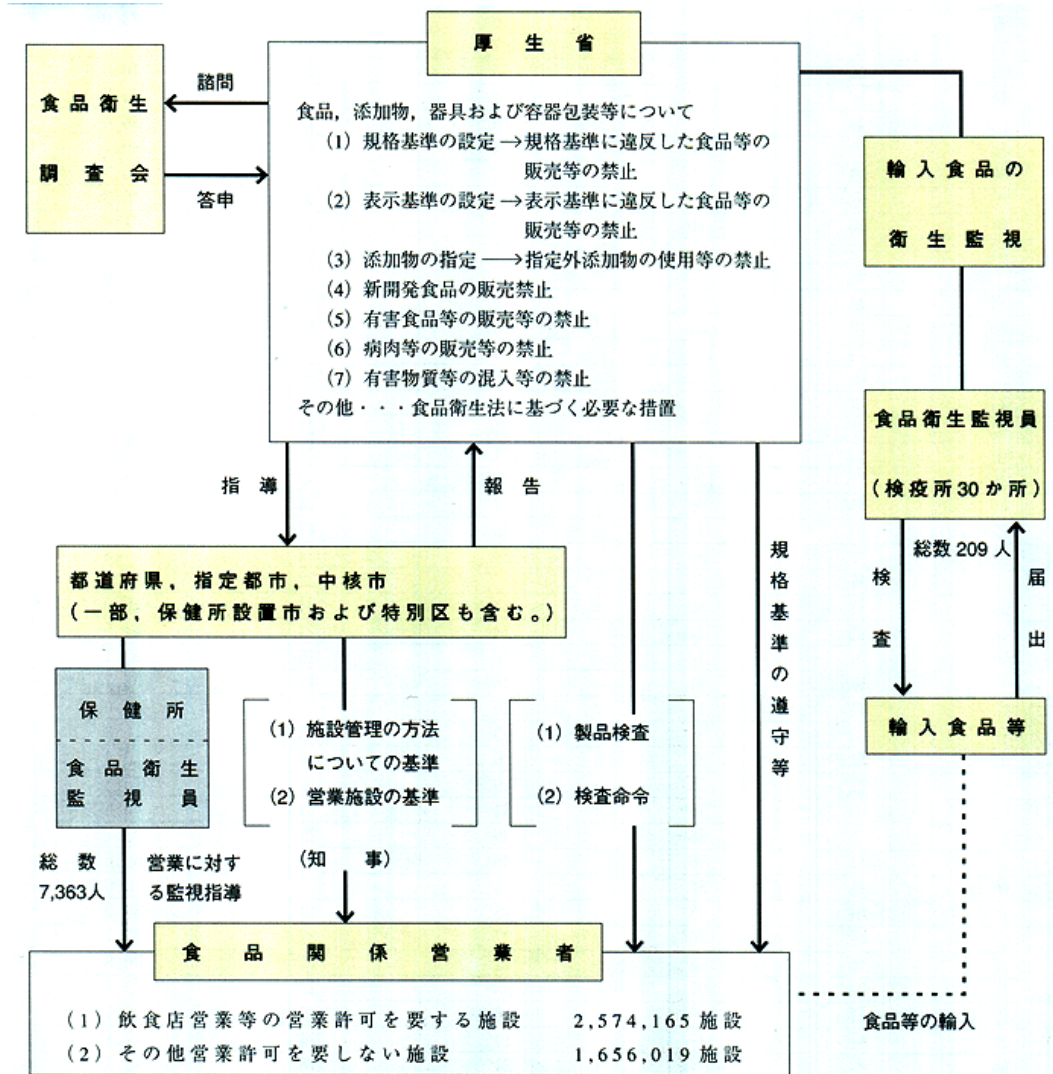 厚生省
食品衛生
調査会
諮問
答申
食品，添加物，器具および容器包装等について
(1) 規格基準の設定→規格基準に違反した食品等の
販売等の禁止
(2) 表示基準の設定→表示基準に違反した食品等の
販売等の禁止
(3) 添加物の指定→指定外添加物の使用等の禁止
(4) 新開発食品の販売禁止
(5) 有害食品等の販売等の禁止
(6) 病肉等の販売等の禁止
(7) 有害物質等の混入等の禁止
その他・・・食品衛生法に基づく必要な措置
輸入食品の
衛生監視
食品衛生監視員
(検疫所30か所)
総数 209 人
検査
届出
輸入食品等
指導
報告
都道府県，指定都市，中核市
(一部，保健所設置市および特別区も含む。)
保健所
食品衛生
監視員
(1) 施設管理の方法
についての基準
(2) 営業施設の基準
(1) 製品検査
(2) 検査命令
規格基準の遵守等
総数
7,363人
営業に対す
る監視指導
(知事)
食品関係営業者
(1) 飲食店営業等の営業許可を要する施設 2,574,165 施設
(2) その他営業許可を要しない施設 1,656,019 施設
食品等の輸入